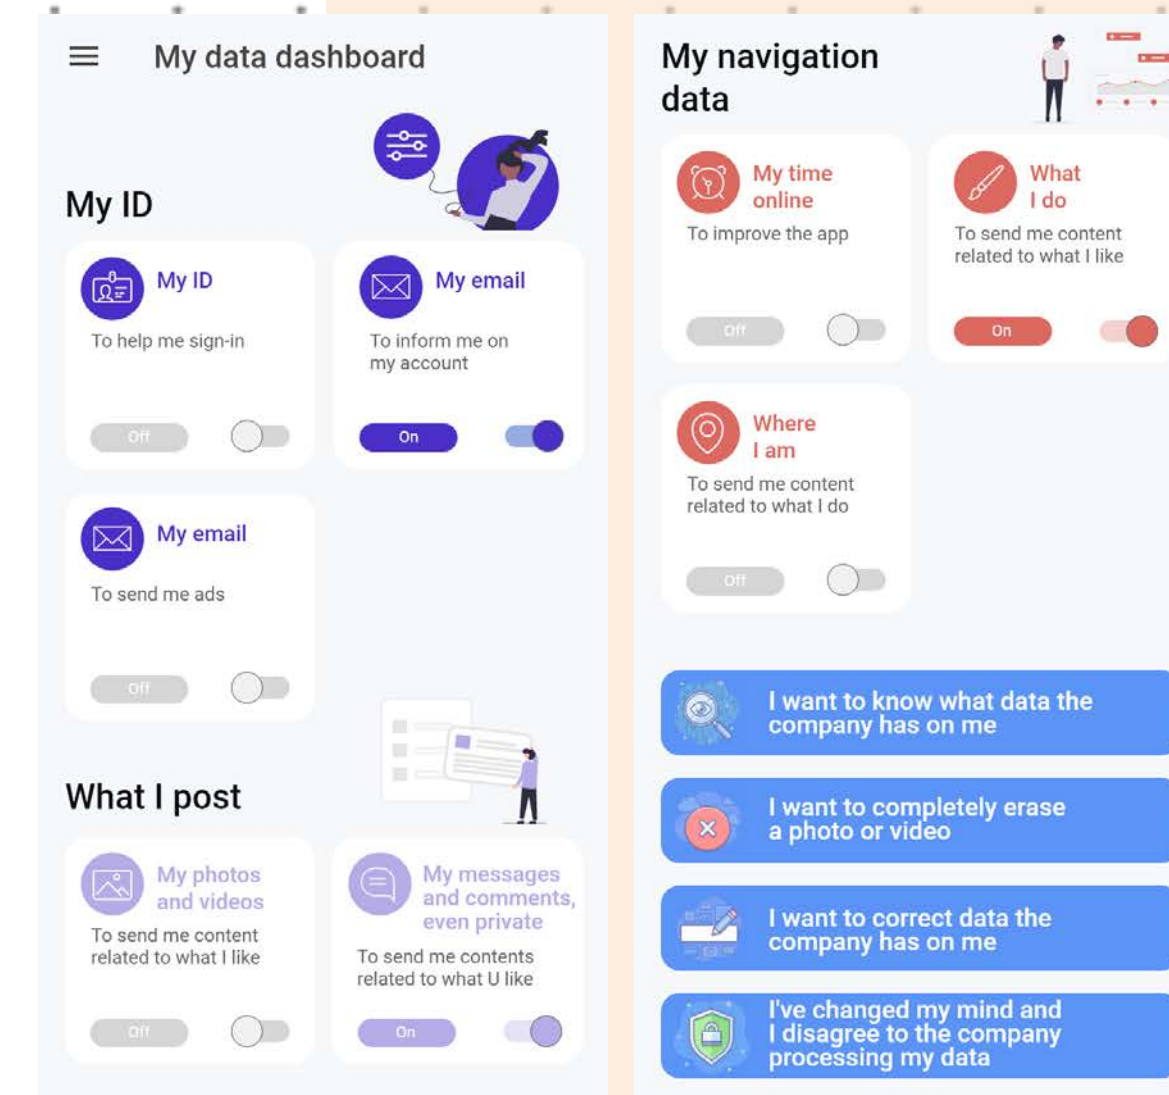 My data dashboard
My ID
My ID
To help me sign-in
Off
My email
To inform me on
my account
On
My email
To send me ads
Off
What I post
My photos
and videos
To send me content
related to what I like
Off
My messages
and comments,
even private
To send me contents
related to what U like
On
My navigation
data
My time
online
To improve the app
Off
What
I do
To send me content
related to what I like
On
Where
I am
To send me content
related to what I do
Off
I want to know what data the
company has on me
I want to completely erase
a photo or video
I want to correct data the
company has on me
I've changed my mind and
I disagree to the company
processing my data